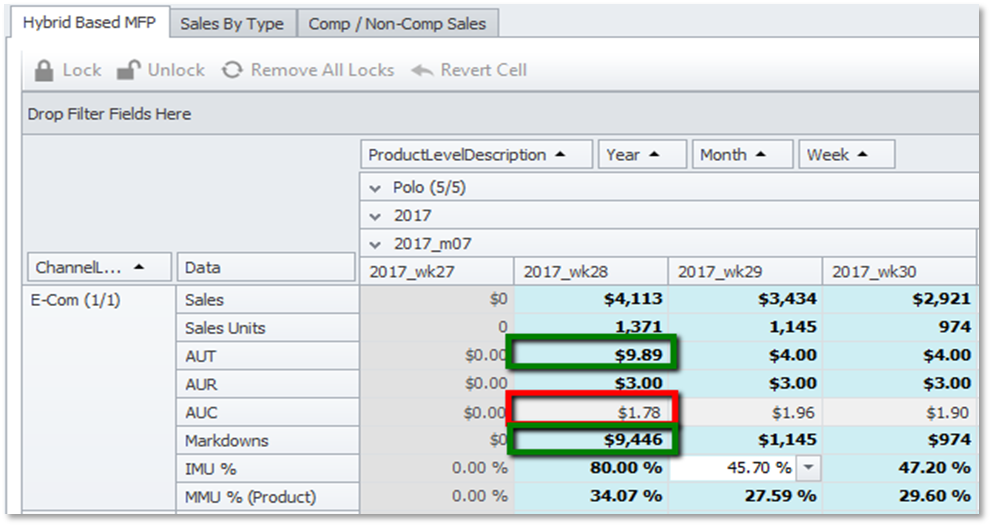 Hybrid Based MFP Sales By Type Comp / Non-Comp Sales
Lock Unlock Remove All Locks Revert Cell
Drop Filter Fields Here
ProductLevelDescription Year Month Week
Polo (5/5)
2017
2017_m07
ChannelL... Data 2017_wk27 2017_wk28 2017_wk29 2017_wk30
E-Com (1/1) Sales $0 $4,113 $3,434 $2,921
Sales Units 0 1,371 1,145 974
AUT $0.00 $9.89 $4.00 $4.00
AUR $0.00 $3.00 $3.00 $3.00
AUC $0.00 $1.78 $1.96 $1.90
Markdowns $0 $9,446 $1,145 $974
IMU % 0.00 % 80.00 % 45.70 % 47.20 %
MMU % (Product) 0.00 % 34.07 % 27.59 % 29.60 %